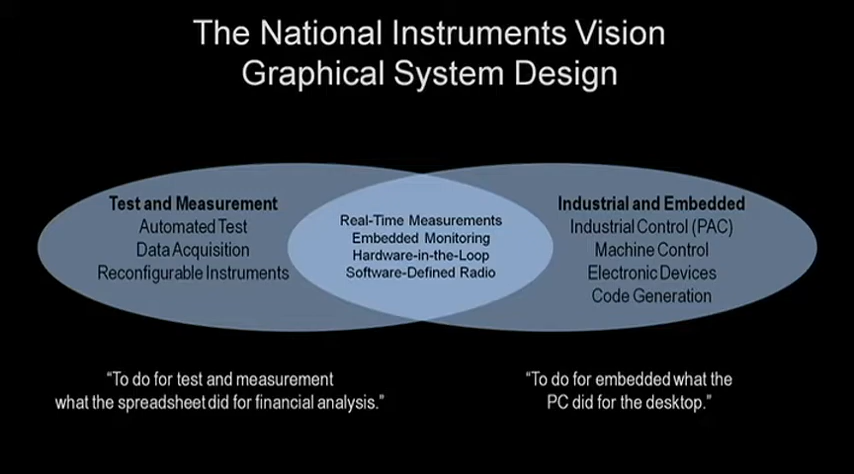 The National Instruments Vision
Graphical System Design
Test and Measurement
Automated Test
Data Acquisition
Reconfigurable Instruments
Real-Time Measurements
Embedded Monitoring
Hardware-in-the-Loop
Software-Defined Radio
Industrial and Embedded
Industrial Control (PAC)
Machine Control
Electronic Devices
Code Generation
“To do for test and measurement
what the spreadsheet did for financial analysis.”
“To do for embedded what the
PC did for the desktop.”